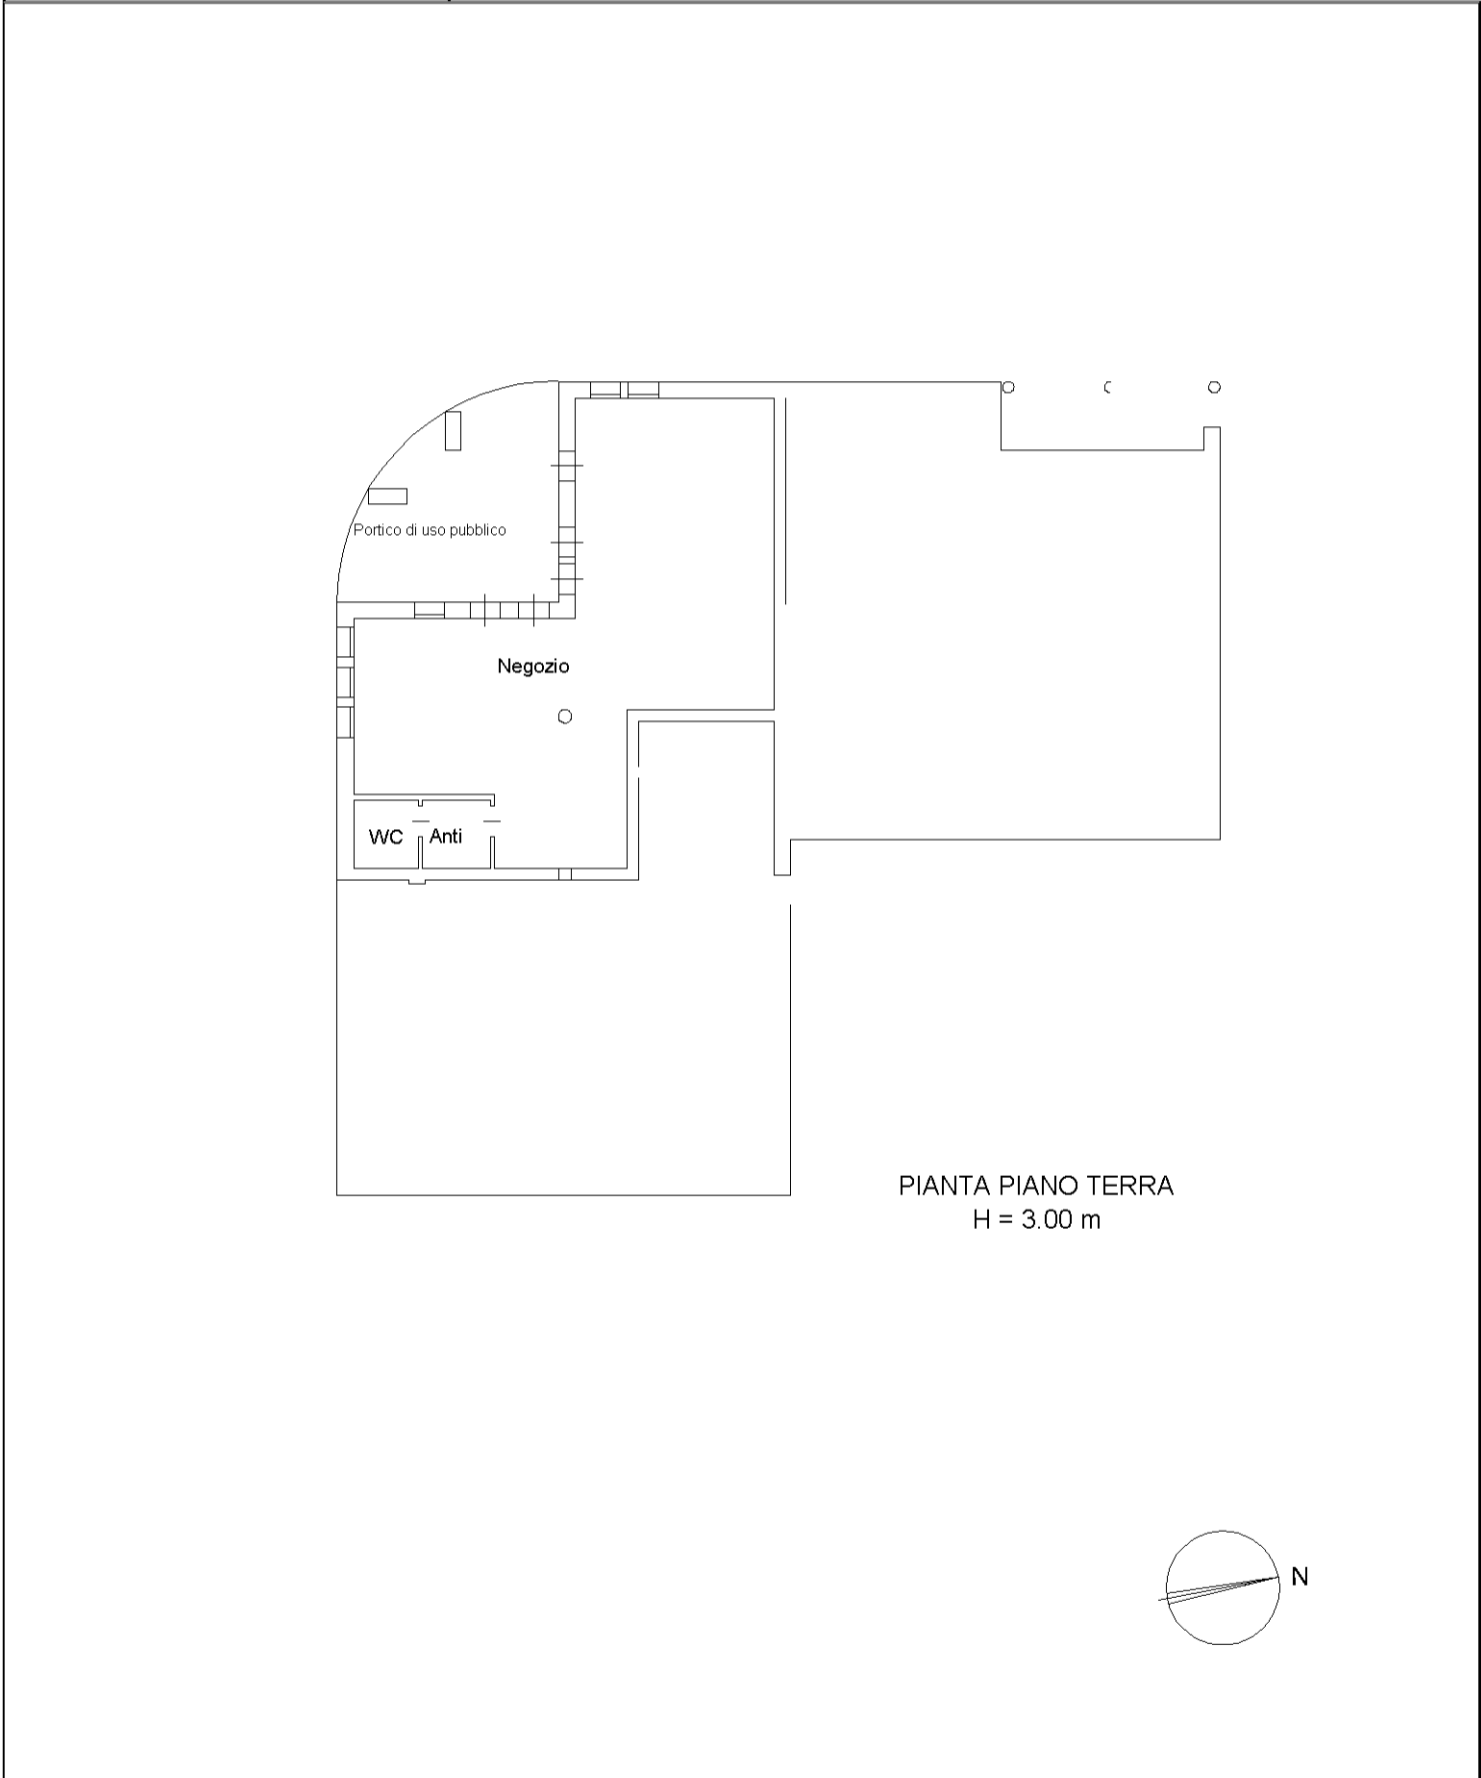 Portico di uso pubblico
Negozio
WC
Anti
PIANTA PIANO TERRA
H = 3.00 m
N